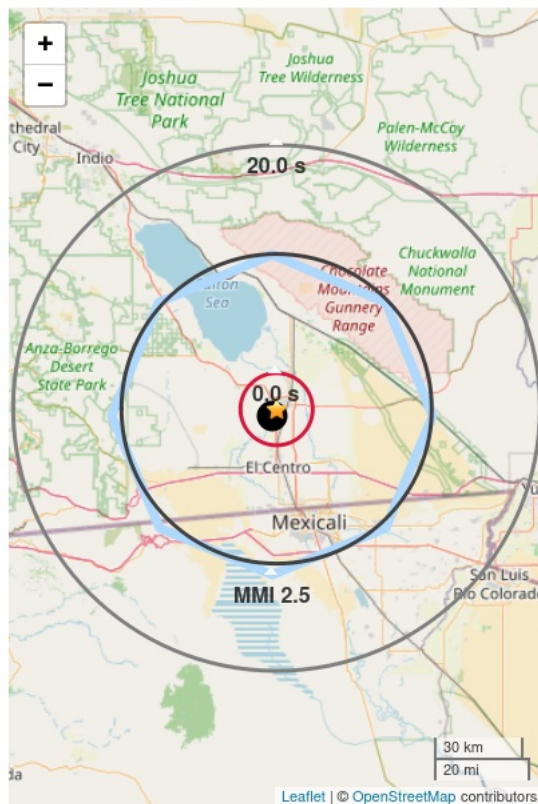 +
−
Joshua
Tree National
Park
Joshua
Tree Wilderness
thedral
City
Indio
Palen-McCoy
Wilderness
20.0 s
Chuckwalla
National
Monument
Chocolate
Mountains
Gunnery
Range
Salton
Sea
Anza-Borrego
Desert
State Park
0.0 s
El Centro
Yu
Mexicali
San Luis
Río Colorado
MMI 2.5
30 km
20 mi
da
Leaflet | © OpenStreetMap contributors